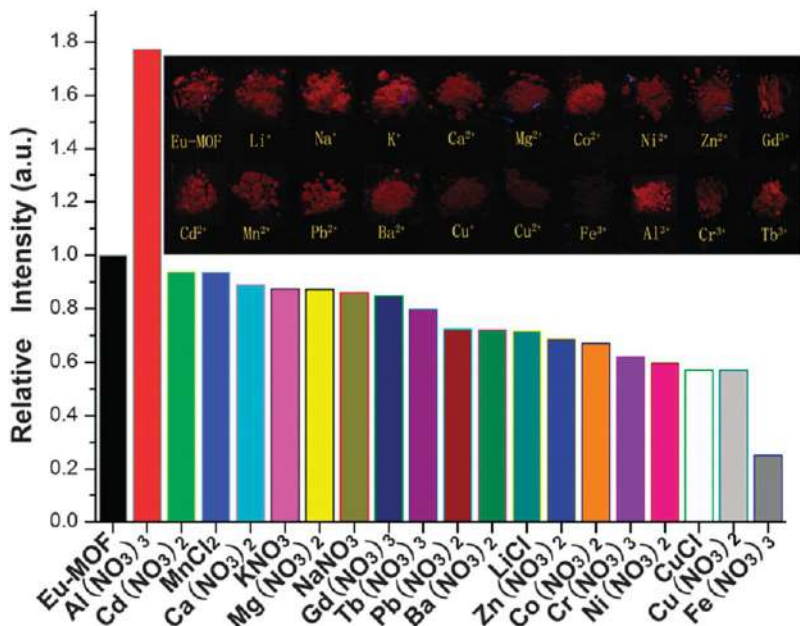 Relative Intensity (a.u.)
1.8
1.6
1.4
1.2
1.0
0.8
0.6
0.4
0.2
0.0
Eu-MOF Li⁺ Na⁺ K⁺ Ca²⁺ Mg²⁺ Co²⁺ Ni²⁺ Zn²⁺ Gd³⁺
Cd²⁺ Mn²⁺ Pb²⁺ Ba²⁺ Cu⁺ Cu²⁺ Fe³⁺ Al³⁺ Cr³⁺ Tb³⁺
Eu-MOF
Al(NO₃)₃
Cd(NO₃)₂
MnCl₂
Ca(NO₃)₂
KNO₃
Mg(NO₃)₂
NaNO₃
Gd(NO₃)₃
Tb(NO₃)₃
Pb(NO₃)₂
Ba(NO₃)₂
LiCl
Zn(NO₃)₂
Co(NO₃)₂
Cr(NO₃)₃
Ni(NO₃)₂
CuCl
Cu(NO₃)₂
Fe(NO₃)₃